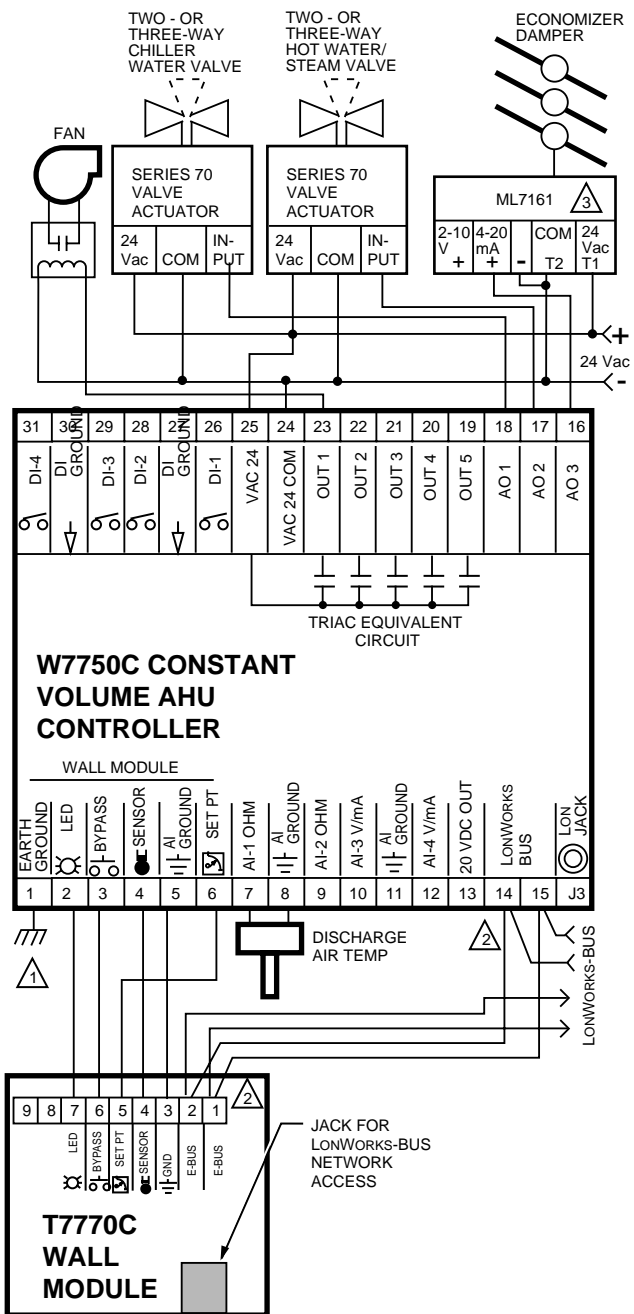 TWO - OR
THREE-WAY
CHILLER
WATER VALVE
TWO - OR
THREE-WAY
HOT WATER/
STEAM VALVE
ECONOMIZER
DAMPER
FAN
SERIES 70
VALVE
ACTUATOR
24
Vac
COM
IN-
PUT
SERIES 70
VALVE
ACTUATOR
24
Vac
COM
IN-
PUT
ML7161
3
2-10
V
+
4-20
mA
+
-
COM
T2
24
Vac
T1
+
24 Vac
-
31 30 29 28 27 26 25 24 23 22 21 20 19 18 17 16
DI-4
DI
GROUND
DI-3
DI-2
DI
GROUND
DI-1
VAC 24
VAC 24 COM
OUT 1
OUT 2
OUT 3
OUT 4
OUT 5
AO 1
AO 2
AO 3
TRIAC EQUIVALENT
CIRCUIT
W7750C CONSTANT
VOLUME AHU
CONTROLLER
WALL MODULE
EARTH
GROUND
LED
BYPASS
SENSOR
AI
GROUND
SET PT
AI-1 OHM
AI
GROUND
AI-2 OHM
AI-3 V/mA
AI
GROUND
AI-4 V/mA
20 VDC OUT
LONWORKS
BUS
LON
JACK
1 2 3 4 5 6 7 8 9 10 11 12 13 14 15 J3
1
DISCHARGE
AIR TEMP
2
LONWORKS-BUS
9 8 7 6 5 4 3 2 1
2
LED
BYPASS
SET PT
SENSOR
GND
E-BUS
E-BUS
JACK FOR
LONWORKS-BUS
NETWORK
ACCESS
T7770C
WALL
MODULE